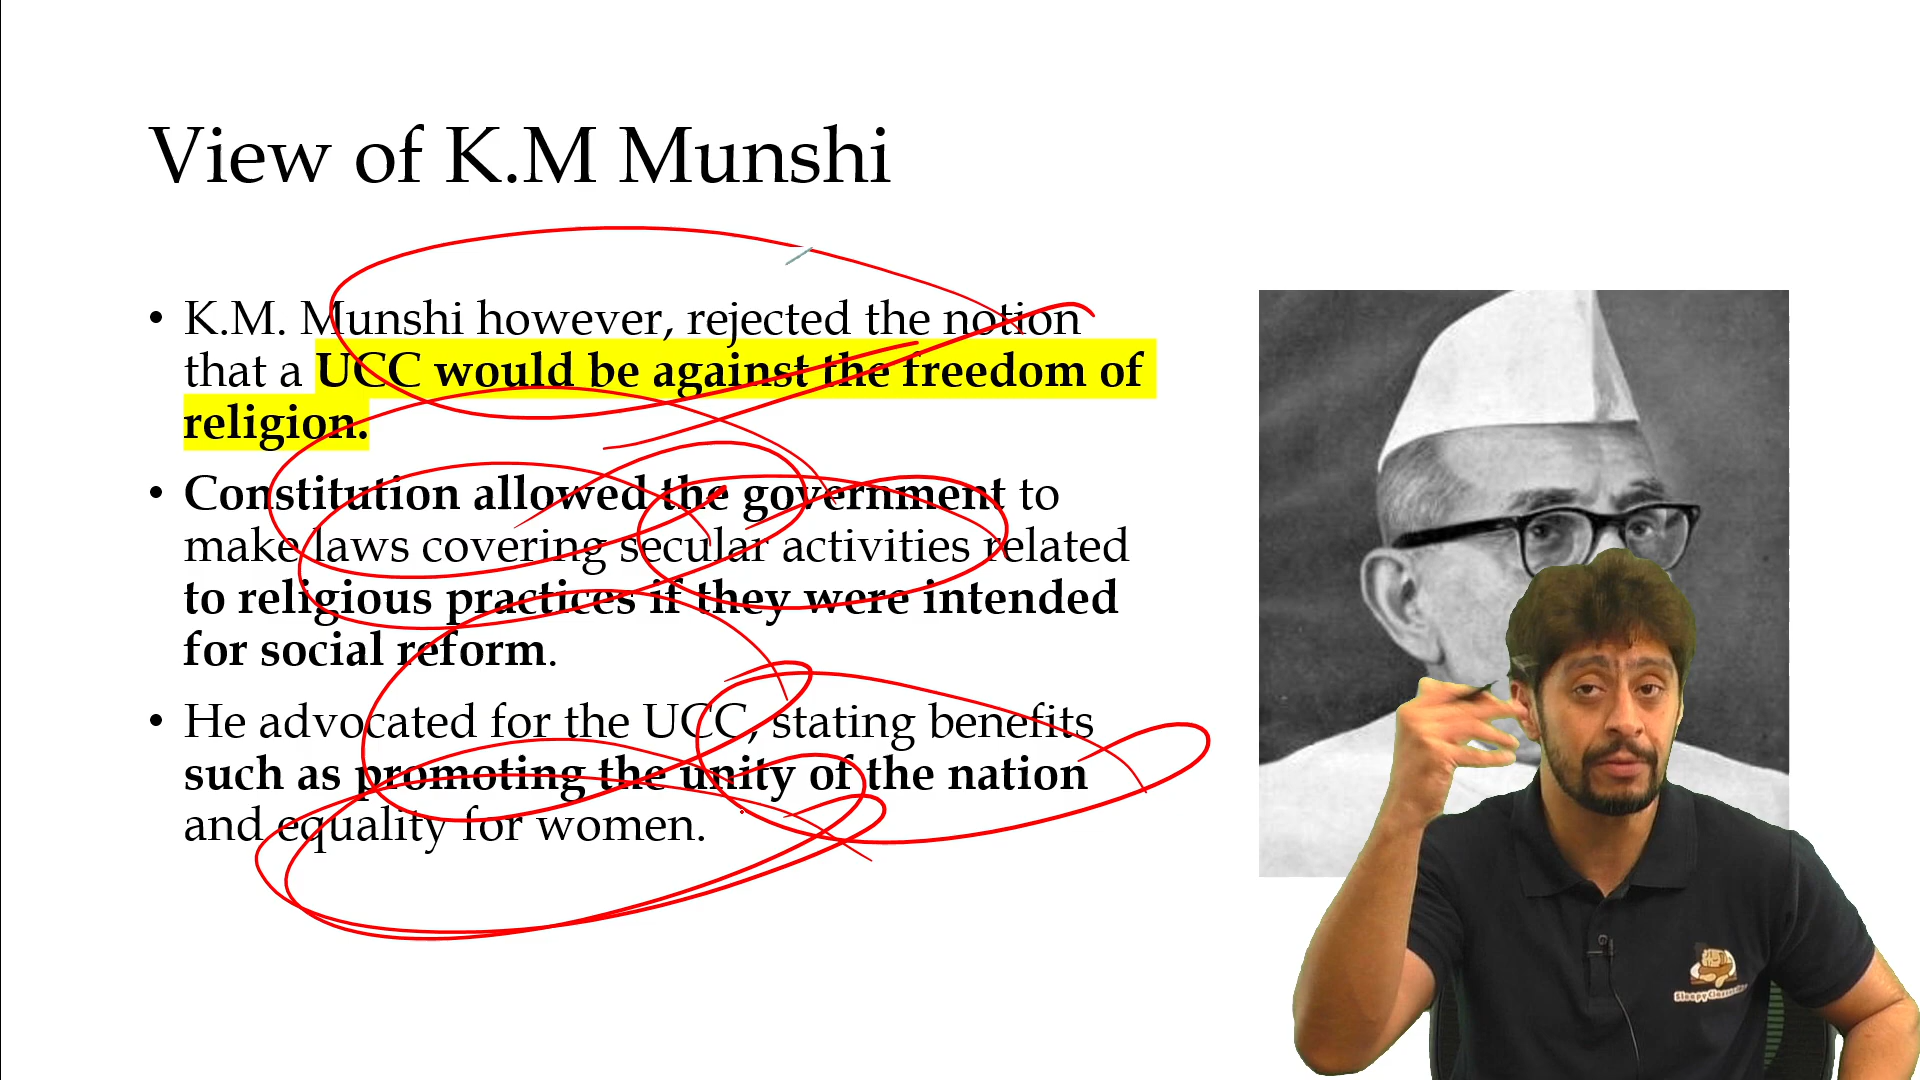 View of K.M Munshi
• K.M. Munshi however, rejected the notion
that a UCC would be against the freedom of
religion.
• Constitution allowed the government to
make laws covering secular activities related
to religious practices if they were intended
for social reform.
• He advocated for the UCC, stating benefits
such as promoting the unity of the nation
and equality for women.
Sleepy Classes